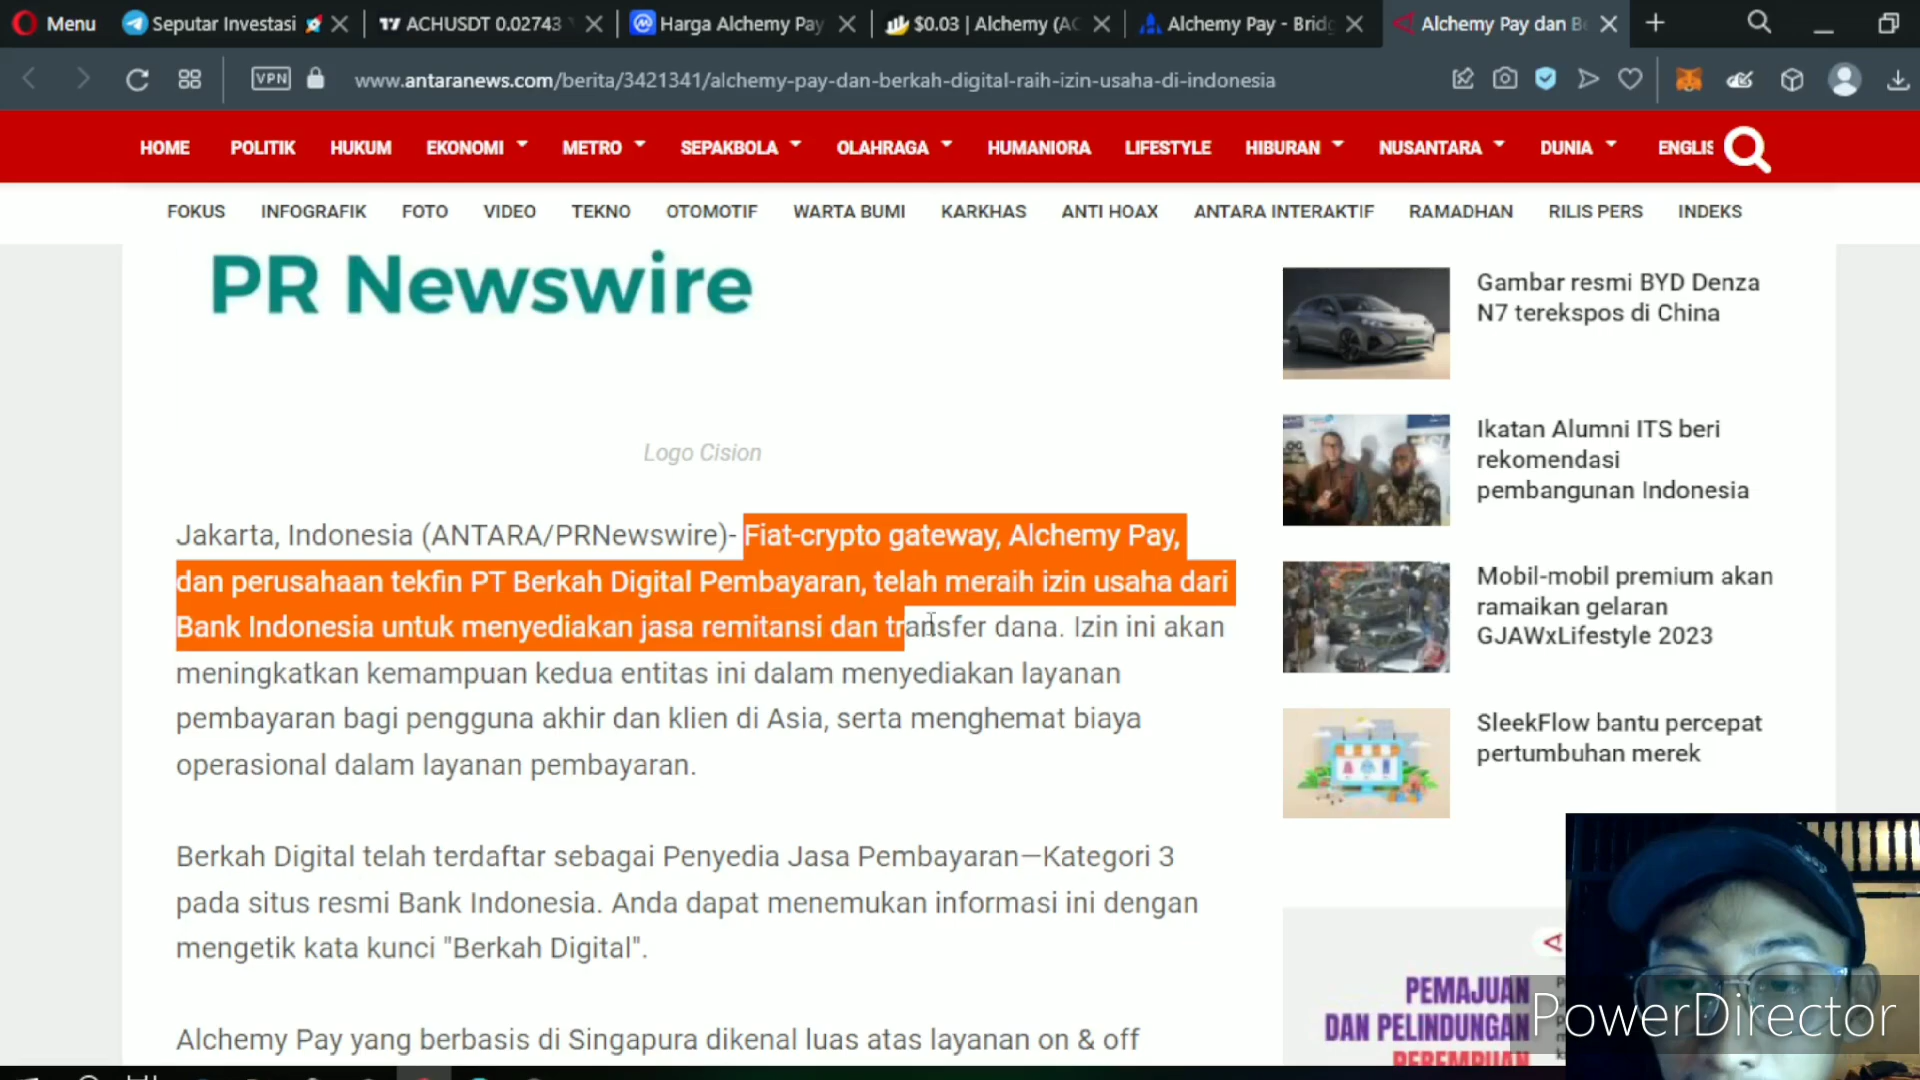 Menu
Seputar Investasi
ACHUSDT 0.02743
Harga Alchemy Pay
$0.03 | Alchemy (AC
Alchemy Pay - Bridg
Alchemy Pay dan Be
VPN
www.antaranews.com/berita/3421341/alchemy-pay-dan-berkah-digital-raih-izin-usaha-di-indonesia
HOME POLITIK HUKUM EKONOMI METRO SEPAKBOLA OLAHRAGA HUMANIORA LIFESTYLE HIBURAN NUSANTARA DUNIA ENGLIS
FOKUS INFOGRAFIK FOTO VIDEO TEKNO OTOMOTIF WARTA BUMI KARKHAS ANTI HOAX ANTARA INTERAKTIF RAMADHAN RILIS PERS INDEKS
PR Newswire
Logo Cision
Jakarta, Indonesia (ANTARA/PRNewswire)- Fiat-crypto gateway, Alchemy Pay,
dan perusahaan tekfin PT Berkah Digital Pembayaran, telah meraih izin usaha dari
Bank Indonesia untuk menyediakan jasa remitansi dan transfer dana. Izin ini akan
meningkatkan kemampuan kedua entitas ini dalam menyediakan layanan
pembayaran bagi pengguna akhir dan klien di Asia, serta menghemat biaya
operasional dalam layanan pembayaran.
Berkah Digital telah terdaftar sebagai Penyedia Jasa Pembayaran—Kategori 3
pada situs resmi Bank Indonesia. Anda dapat menemukan informasi ini dengan
mengetik kata kunci "Berkah Digital".
Alchemy Pay yang berbasis di Singapura dikenal luas atas layanan on & off
Gambar resmi BYD Denza
N7 terekspos di China
Ikatan Alumni ITS beri
rekomendasi
pembangunan Indonesia
Mobil-mobil premium akan
ramaikan gelaran
GJAWxLifestyle 2023
SleekFlow bantu percepat
pertumbuhan merek
PEMAJUAN
DAN PELINDUNGAN
PEREMPUAN
PowerDirector